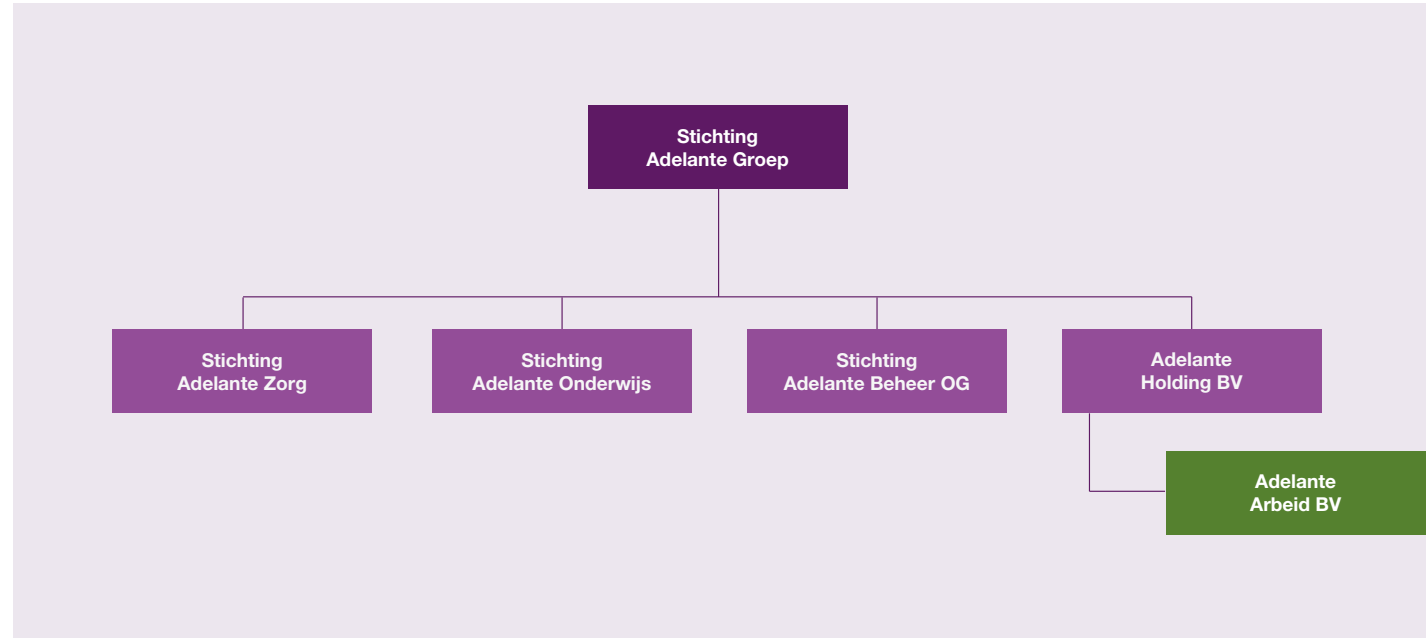 Stichting
Adelante Groep
Stichting
Adelante Zorg
Stichting
Adelante Onderwijs
Stichting
Adelante Beheer OG
Adelante
Holding BV
Adelante
Arbeid BV